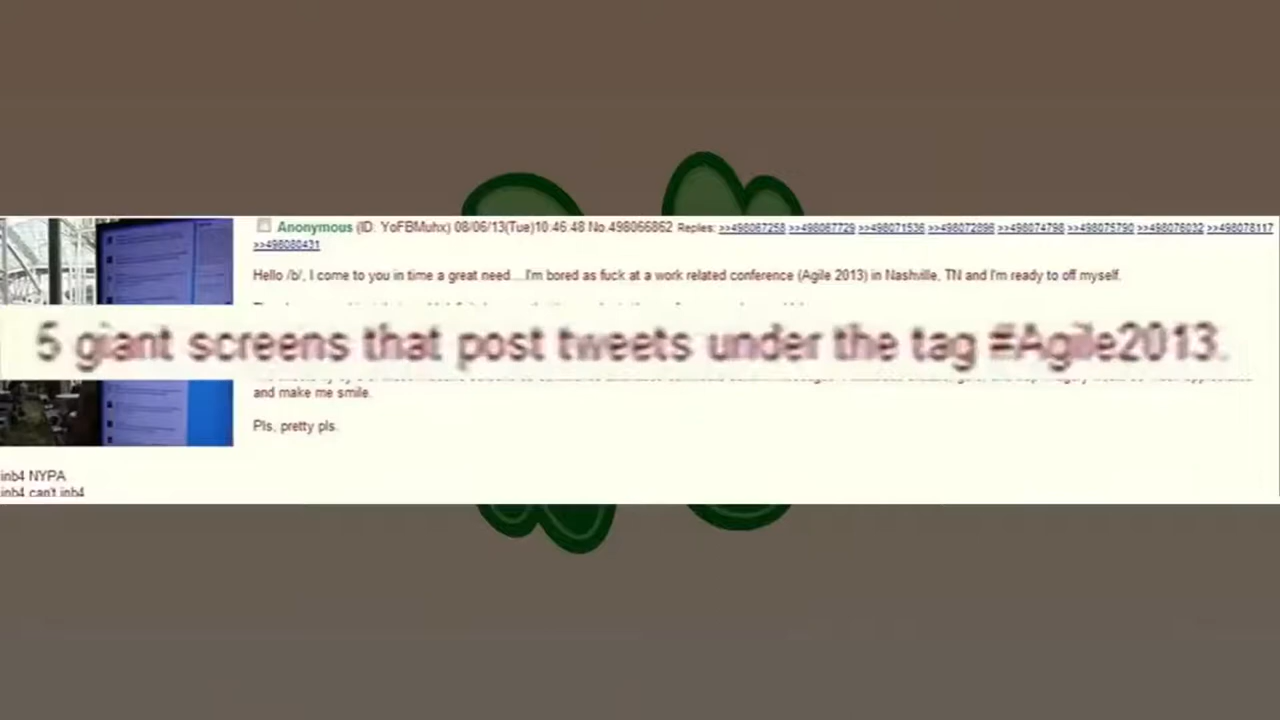 Anonymous (ID: YoFBMuhx) 08/06/13(Tue)10:46:48 No.498066862 Replies: >>498067258 >>498067729 >>498071536 >>498072896 >>498074798 >>498075790 >>498076032 >>498078117
>>498080431
Hello /b/, I come to you in time a great need....I'm bored as fuck at a work related conference (Agile 2013) in Nashville, TN and I'm ready to off myself.
5 giant screens that post tweets under the tag #Agile2013.
and make me smile.
Pls, pretty pls.
inb4 NYPA
inb4 can't inb4